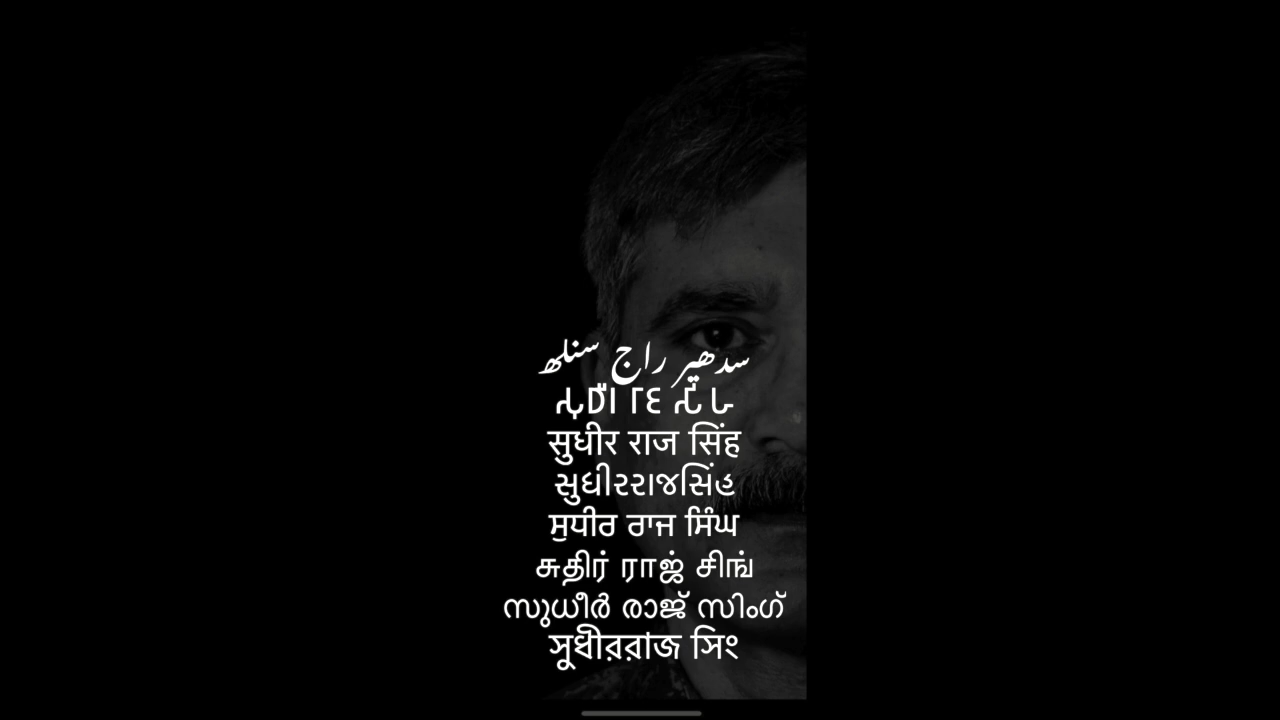 سدھیر راج سنلھ
सुधीर राज सिंह
સુધીરરાજસિંહ
ਸੁਧੀਰ ਰਾਜ ਸਿੰਘ
சுதிர் ராஜ் சிங்
സുധീർ രാജ് സിംഗ്
সুধীররাজ সিং